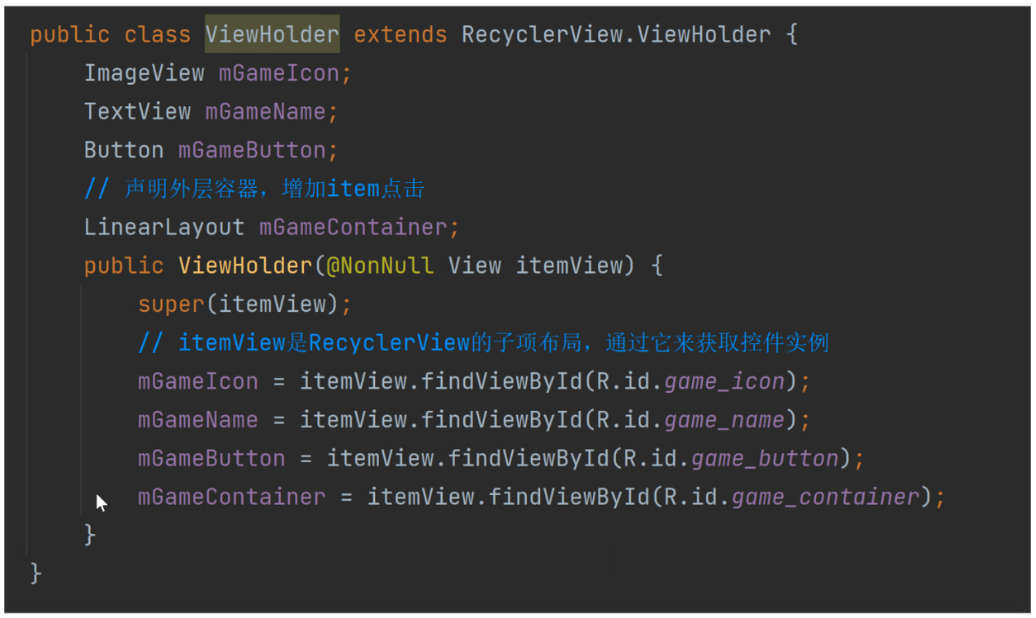 public class ViewHolder extends RecyclerView.ViewHolder {
ImageView mGameIcon;
TextView mGameName;
Button mGameButton;
// 声明外层容器，增加item点击
LinearLayout mGameContainer;
public ViewHolder(@NonNull View itemView) {
super(itemView);
// itemView是RecyclerView的子项布局，通过它来获取控件实例
mGameIcon = itemView.findViewById(R.id.game_icon);
mGameName = itemView.findViewById(R.id.game_name);
mGameButton = itemView.findViewById(R.id.game_button);
mGameContainer = itemView.findViewById(R.id.game_container);
}
}